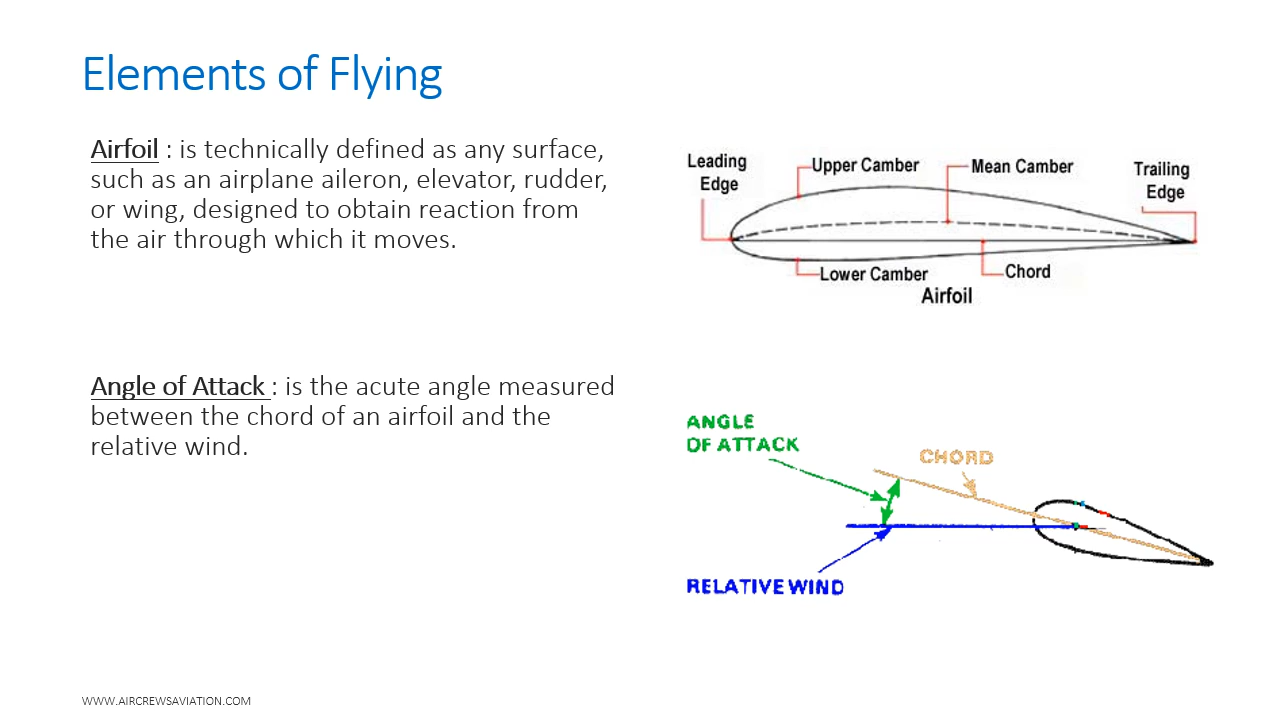 Elements of Flying
Airfoil : is technically defined as any surface,
such as an airplane aileron, elevator, rudder,
or wing, designed to obtain reaction from
the air through which it moves.
Leading
Edge
Upper Camber
Mean Camber
Trailing
Edge
Lower Camber
Chord
Airfoil
Angle of Attack : is the acute angle measured
between the chord of an airfoil and the
relative wind.
ANGLE
OF ATTACK
CHORD
RELATIVE WIND
WWW.AIRCREWSAVIATION.COM